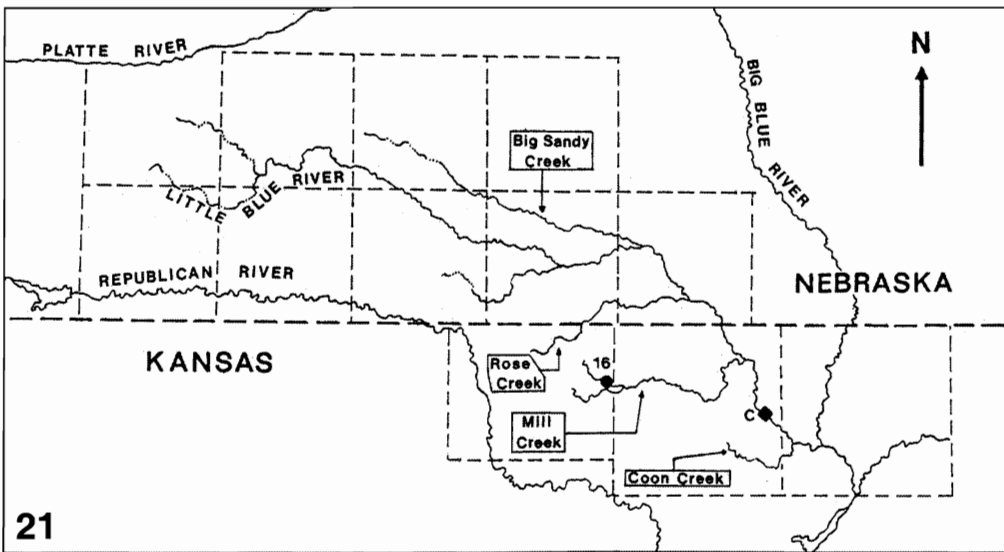 PLATTE RIVER
N
BIG BLUE RIVER
Big Sandy
Creek
LITTLE BLUE RIVER
REPUBLICAN RIVER
NEBRASKA
KANSAS
Rose
Creek
16
Mill
Creek
C
Coon Creek
21